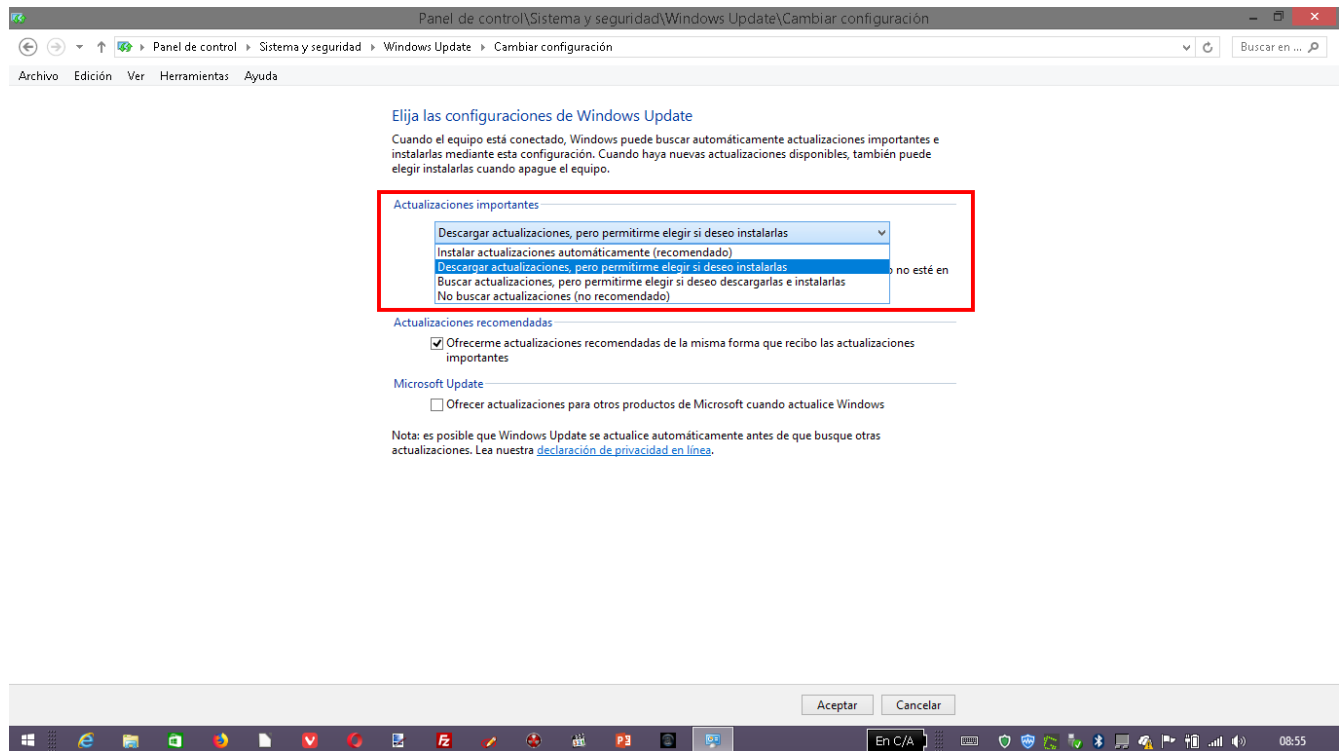 Panel de control\Sistema y seguridad\Windows Update\Cambiar configuración
Panel de control Sistema y seguridad Windows Update Cambiar configuración
Buscar en ...
Archivo Edición Ver Herramientas Ayuda
Elija las configuraciones de Windows Update
Cuando el equipo está conectado, Windows puede buscar automáticamente actualizaciones importantes e
instalarlas mediante esta configuración. Cuando haya nuevas actualizaciones disponibles, también puede
elegir instalarlas cuando apague el equipo.
Actualizaciones importantes
Descargar actualizaciones, pero permitirme elegir si deseo instalarlas
Instalar actualizaciones automáticamente (recomendado)
Descargar actualizaciones, pero permitirme elegir si deseo instalarlas
o no esté en
Buscar actualizaciones, pero permitirme elegir si deseo descargarlas e instalarlas
No buscar actualizaciones (no recomendado)
Actualizaciones recomendadas
Ofrecerme actualizaciones recomendadas de la misma forma que recibo las actualizaciones
importantes
Microsoft Update
Ofrecer actualizaciones para otros productos de Microsoft cuando actualice Windows
Nota: es posible que Windows Update se actualice automáticamente antes de que busque otras
actualizaciones. Lea nuestra declaración de privacidad en línea.
Aceptar Cancelar
En C/A
08:55